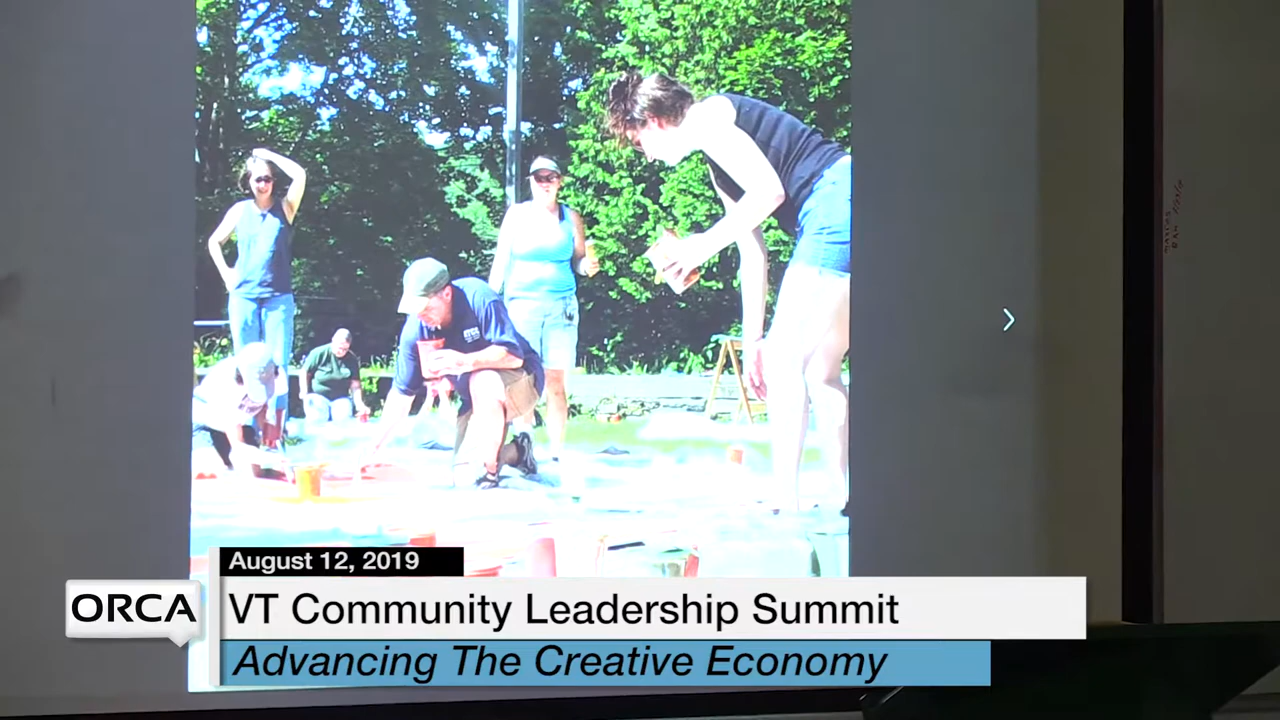 August 12, 2019
ORCA
VT Community Leadership Summit
Advancing The Creative Economy